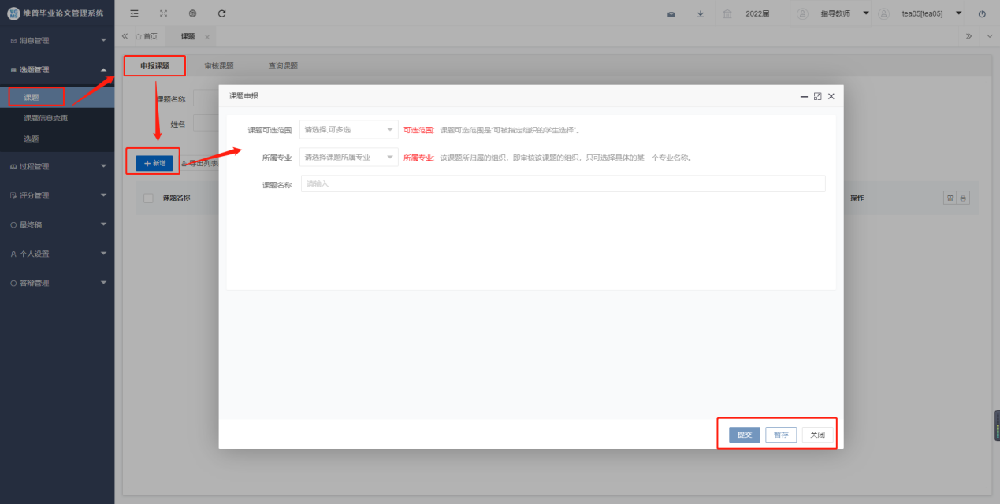 维普毕业论文管理系统
2022届
指导教师
tea05[tea05]
首页
课题
消息管理
选题管理
课题
课题信息变更
选题
过程管理
评分管理
最终稿
个人设置
答辩管理
申报课题
审核课题
查询课题
课题名称
姓名
新增
导出列表
课题名称
操作
课题申报
课题可选范围
请选择,可多选
可选范围: 课题可选范围是“可被指定组织的学生选择”。
所属专业
请选择课题所属专业
所属专业: 该课题所归属的组织，即审核该课题的组织，只可选择具体的某一个专业名称。
课题名称
请输入
提交
暂存
关闭